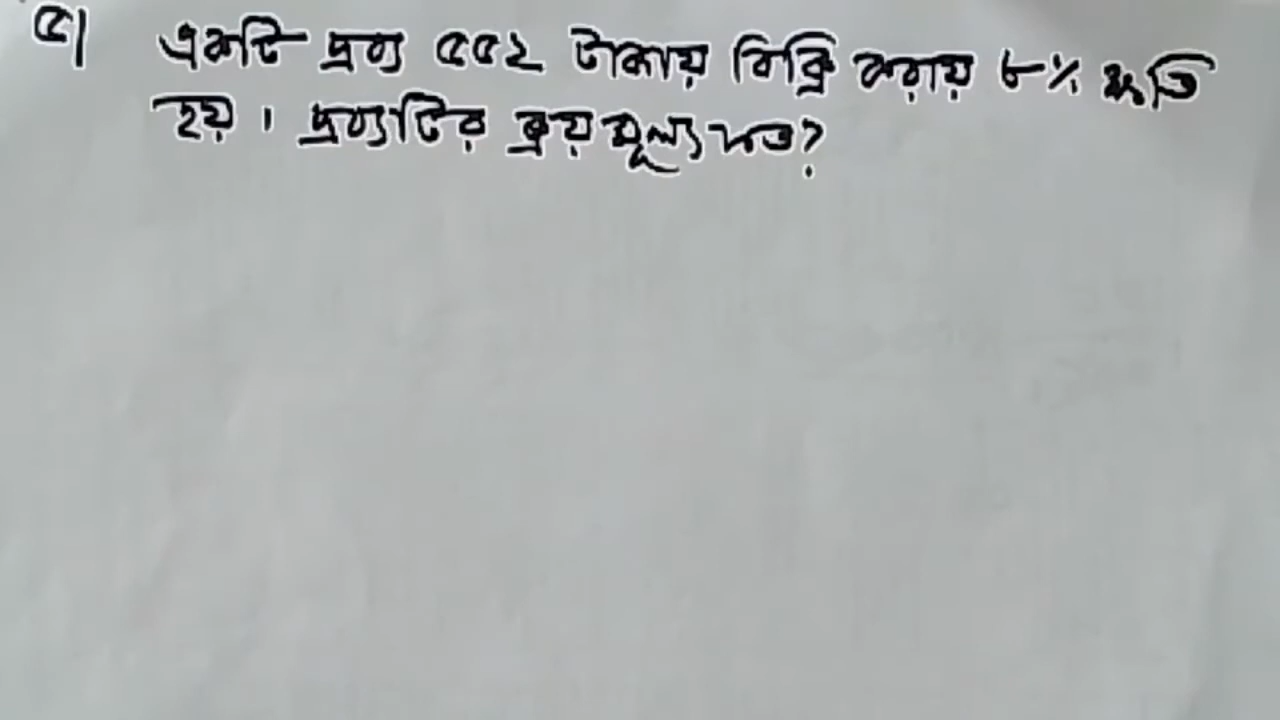 ৫| একটি দ্রব্য ৫৫২ টাকায় বিক্রি করায় ৮% ক্ষতি
হয়। দ্রব্যটির ক্রয়মূল্য কত?